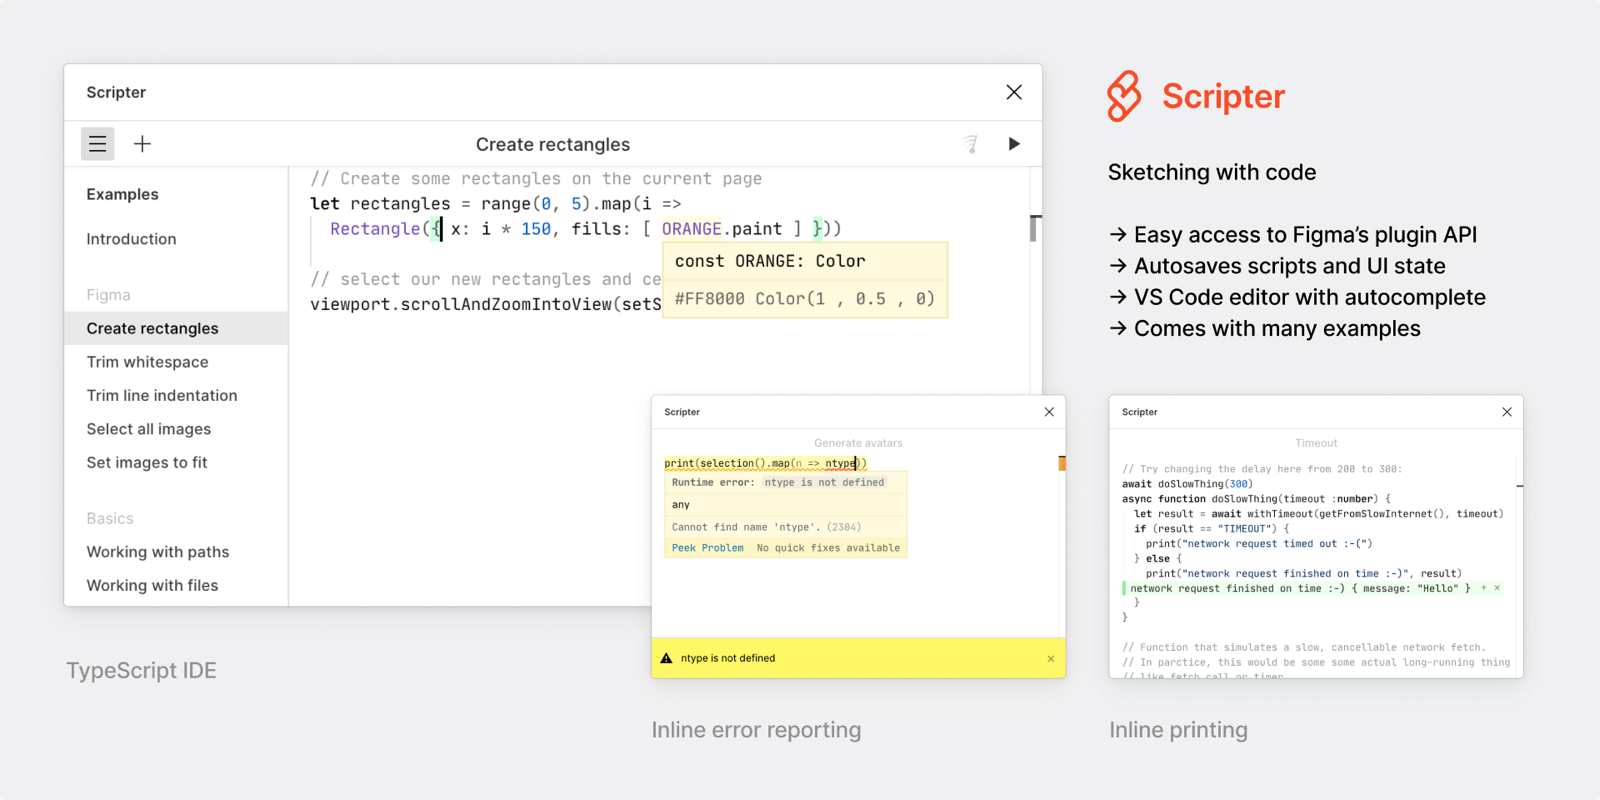 Scripter
Create rectangles
Examples
Introduction
Figma
Create rectangles
Trim whitespace
Trim line indentation
Select all images
Set images to fit
Basics
Working with paths
Working with files
// Create some rectangles on the current page
let rectangles = range(0, 5).map(i =>
Rectangle({ x: i * 150, fills: [ ORANGE.paint ] }))
const ORANGE: Color
#FF8000 Color(1 , 0.5 , 0)
// select our new rectangles and ce
viewport.scrollAndZoomIntoView(setS
TypeScript IDE
Scripter
Sketching with code
→ Easy access to Figma’s plugin API
→ Autosaves scripts and UI state
→ VS Code editor with autocomplete
→ Comes with many examples
Scripter
Generate avatars
print(selection().map(n => ntype))
Runtime error: ntype is not defined
any
Cannot find name 'ntype'. (2304)
Peek Problem No quick fixes available
ntype is not defined
Inline error reporting
Scripter
Timeout
// Try changing the delay here from 200 to 300:
await doSlowThing(300)
async function doSlowThing(timeout :number) {
let result = await withTimeout(getFromSlowInternet(), timeout)
if (result == "TIMEOUT") {
print("network request timed out :-(")
} else {
print("network request finished on time :-)", result)
network request finished on time :-) { message: "Hello" } + ×
}
}
// Function that simulates a slow, cancellable network fetch.
// In parctice, this would be some some actual long-running thing
// like fetch call or timer
Inline printing